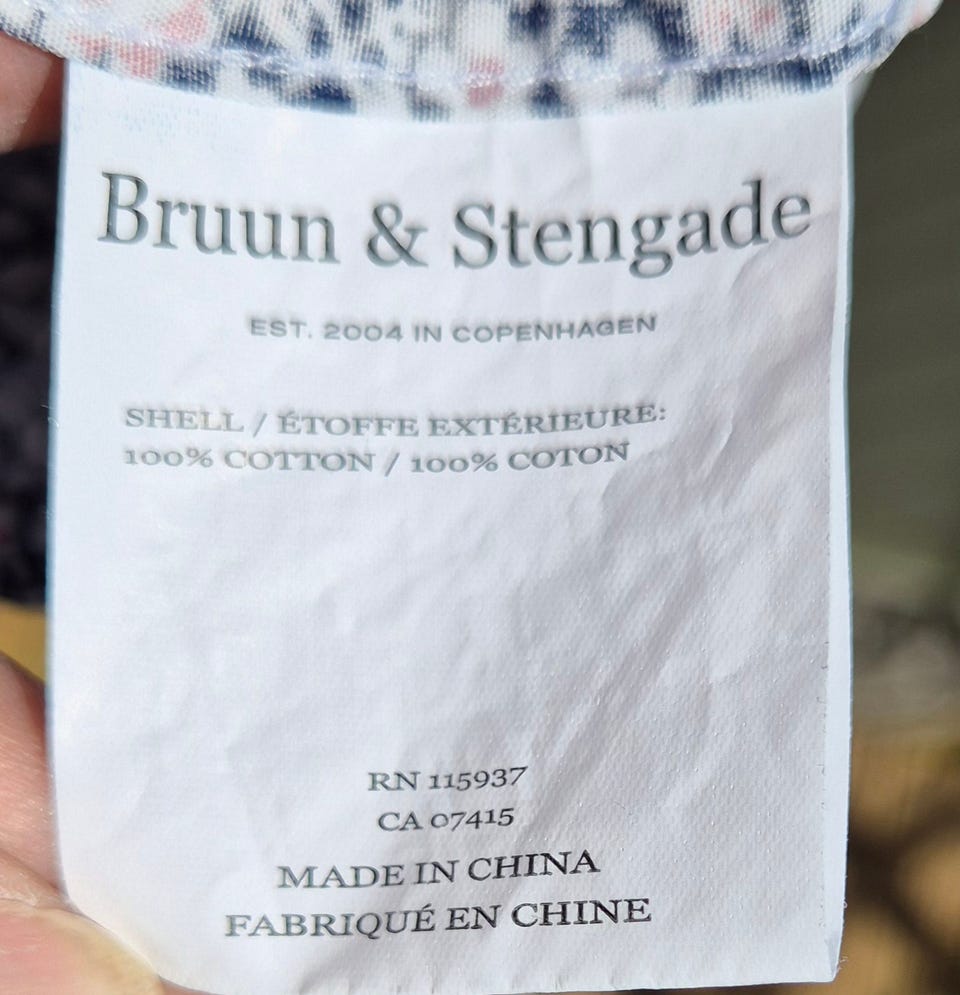 Bruun & Stengade
EST. 2004 IN COPENHAGEN
SHELL / ÉTOFFE EXTÉRIEURE:
100% COTTON / 100% COTON
RN 115937
CA 07415
MADE IN CHINA
FABRIQUÉ EN CHINE